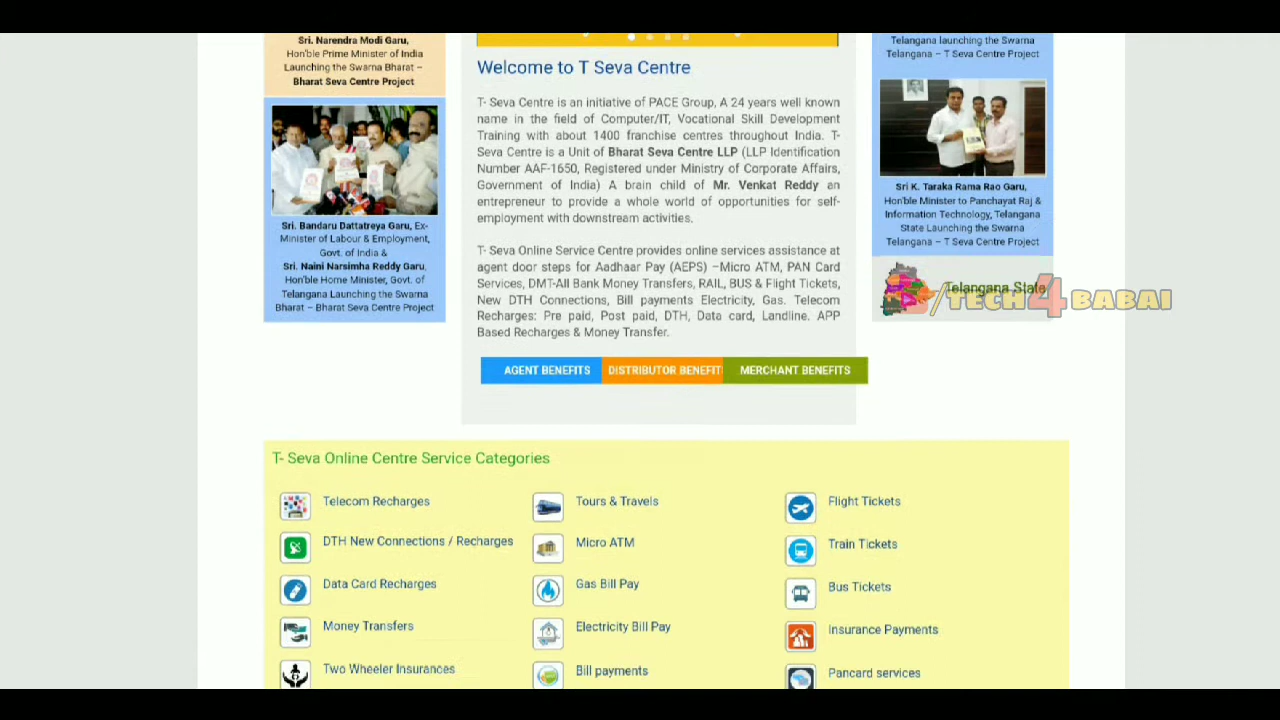 Sri. Narendra Modi Garu,
Hon'ble Prime Minister of India
Launching the Swarna Bharat –
Bharat Seva Centre Project
Sri. Bandaru Dattatreya Garu, Ex-
Minister of Labour & Employment,
Govt. of India &
Sri. Naini Narsimha Reddy Garu,
Hon'ble Home Minister, Govt. of
Telangana Launching the Swarna
Bharat – Bharat Seva Centre Project
Welcome to T Seva Centre
T- Seva Centre is an initiative of PACE Group, A 24 years well known
name in the field of Computer/IT, Vocational Skill Development
Training with about 1400 franchise centres throughout India. T-
Seva Centre is a Unit of Bharat Seva Centre LLP (LLP Identification
Number AAF-1650, Registered under Ministry of Corporate Affairs,
Government of India) A brain child of Mr. Venkat Reddy an
entrepreneur to provide a whole world of opportunities for self-
employment with downstream activities.
T-Seva Online Service Centre provides online services assistance at
agent door steps for Aadhaar Pay (AEPS) –Micro ATM, PAN Card
Services, DMT-All Bank Money Transfers, RAIL, BUS & Flight Tickets,
New DTH Connections, Bill payments Electricity, Gas. Telecom
Recharges: Pre paid, Post paid, DTH, Data card, Landline. APP
Based Recharges & Money Transfer.
AGENT BENEFITS
DISTRIBUTOR BENEFIT
MERCHANT BENEFITS
Telangana launching the Swarna
Telangana – T Seva Centre Project
Sri K. Taraka Rama Rao Garu,
Hon'ble Minister to Panchayat Raj &
Information Technology, Telangana
State Launching the Swarna
Telangana – T Seva Centre Project
Telangana State
/TECH4BABAI
T- Seva Online Centre Service Categories
Telecom Recharges
Tours & Travels
Flight Tickets
DTH New Connections / Recharges
Micro ATM
Train Tickets
Data Card Recharges
Gas Bill Pay
Bus Tickets
Money Transfers
Electricity Bill Pay
Insurance Payments
Two Wheeler Insurances
Bill payments
Pancard services